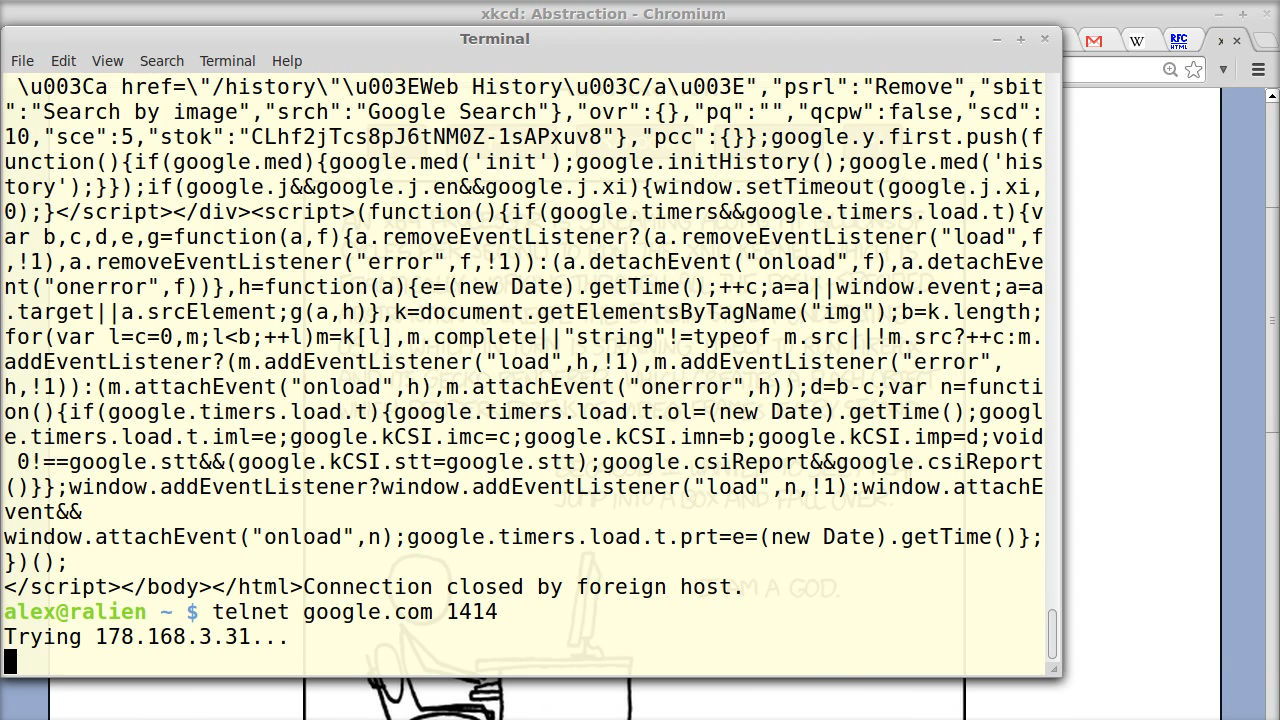 xkcd: Abstraction - Chromium
Terminal
File Edit View Search Terminal Help
W
RFC
HTML
x
\u003Ca href=\"/history\"\u003EWeb History\u003C/a\u003E","psrl":"Remove","sbit
":"Search by image","srch":"Google Search"},"ovr":{},"pq":"","qcpw":false,"scd":
10,"sce":5,"stok":"CLhf2jTcs8pJ6tNM0Z-1sAPxuv8"},"pcc":{}};google.y.first.push(f
unction(){if(google.med){google.med('init');google.initHistory();google.med('his
tory');}});if(google.j&&google.j.en&&google.j.xi){window.setTimeout(google.j.xi,
0);}</script></div><script>(function(){if(google.timers&&google.timers.load.t){v
ar b,c,d,e,g=function(a,f){a.removeEventListener?(a.removeEventListener("load",f
,!1),a.removeEventListener("error",f,!1)):(a.detachEvent("onload",f),a.detachEve
nt("onerror",f))},h=function(a){e=(new Date).getTime();++c;a=a||window.event;a=a
.target||a.srcElement;g(a,h)},k=document.getElementsByTagName("img");b=k.length;
for(var l=c=0,m;l<b;++l)m=k[l],m.complete||"string"!=typeof m.src||!m.src?++c:m.
addEventListener?(m.addEventListener("load",h,!1),m.addEventListener("error",
h,!1)):(m.attachEvent("onload",h),m.attachEvent("onerror",h));d=b-c;var n=functi
on(){if(google.timers.load.t){google.timers.load.t.ol=(new Date).getTime();googl
e.timers.load.t.iml=e;google.kCSI.imc=c;google.kCSI.imn=b;google.kCSI.imp=d;void
 0!==google.stt&&(google.kCSI.stt=google.stt);google.csiReport&&google.csiReport
()}};window.addEventListener?window.addEventListener("load",n,!1):window.attachE
vent&&
window.attachEvent("onload",n);google.timers.load.t.prt=e=(new Date).getTime()};
})();
</script></body></html>Connection closed by foreign host.
alex@ralien ~ $ telnet google.com 1414
Trying 178.168.3.31...
JUMP INTO A BOX AND FALL OVER.
I AM A GOD.